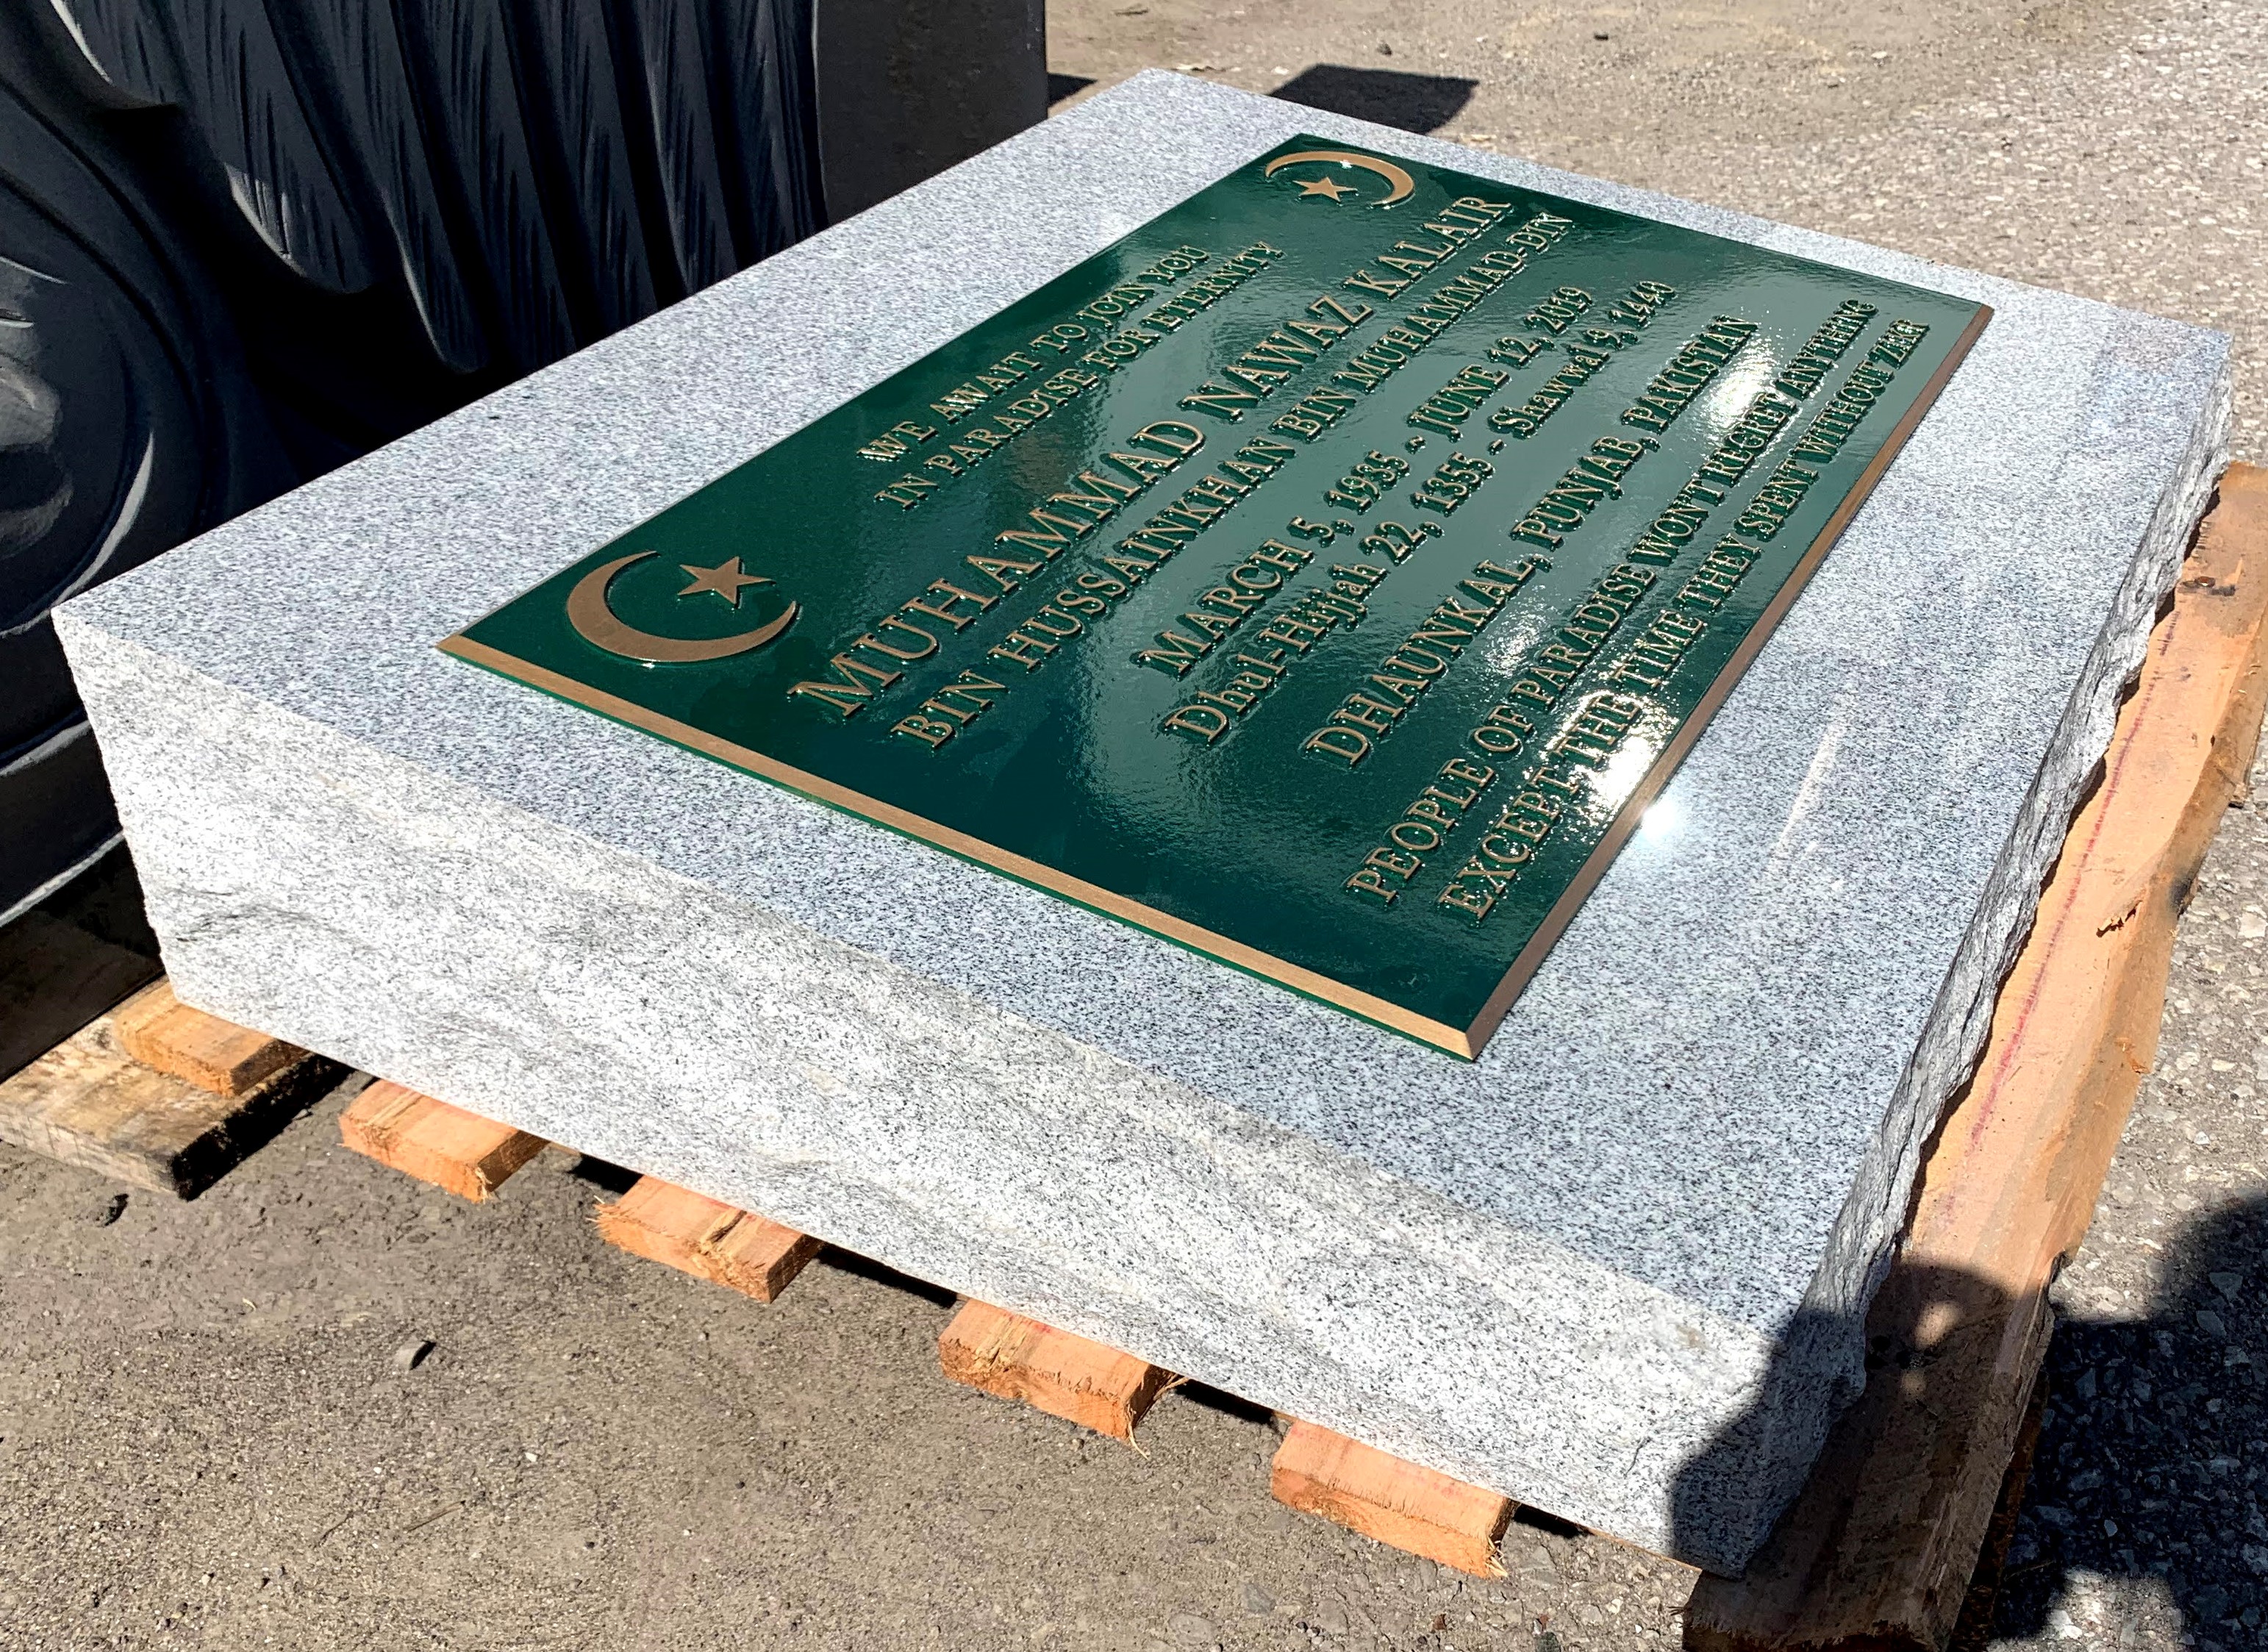 WE AWAIT TO JOIN YOU
IN PARADISE FOR ETERNITY
MUHAMMAD NAWAZ KALAIR
BIN HUSSAINKHAN BIN MUHAMMAD-DIN
MARCH 5, 1935 - JUNE 12, 2019
Dhul-Hijjah 22, 1355 - Shawwal 9, 1440
DHAUNKAL, PUNJAB, PAKISTAN
PEOPLE OF PARADISE WON'T REGRET ANYTHING
EXCEPT THE TIME THEY SPENT WITHOUT ZIKR